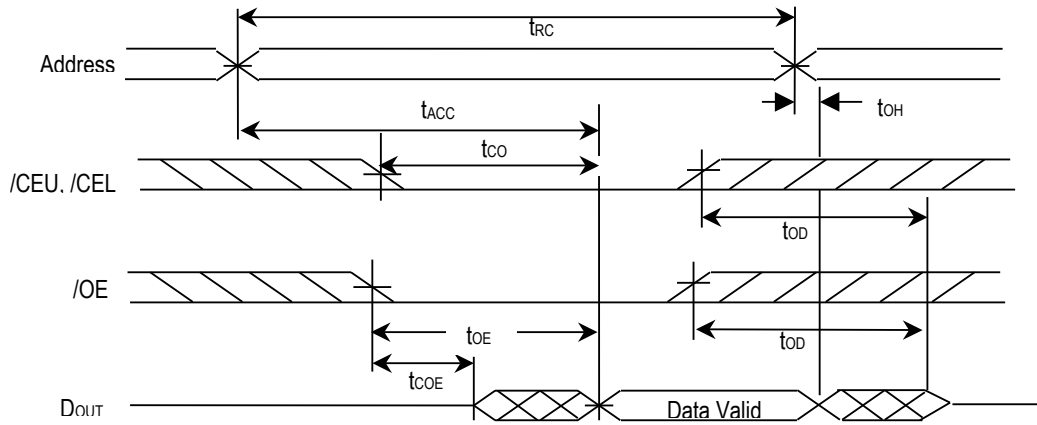 tRC
Address
tOH
tACC
tCO
/CEU, /CEL
tOD
/OE
tOE
tOD
tCOE
DOUT
Data Valid